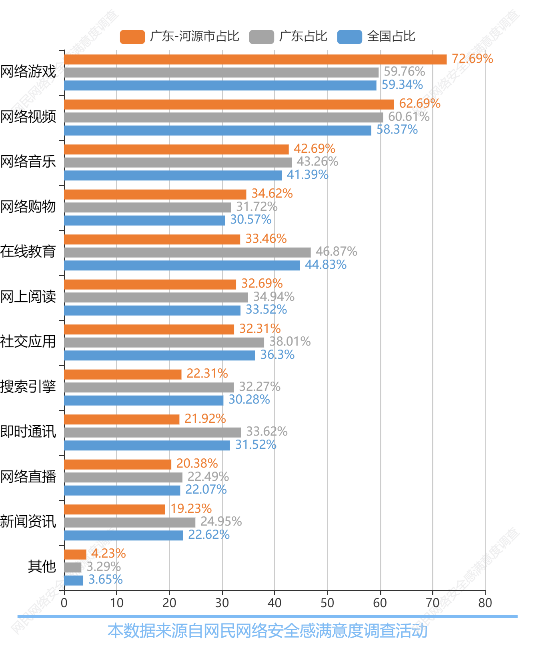 广东-河源市占比 广东占比 全国占比
网络游戏 72.69%
59.76%
59.34%
网络视频 62.69%
60.61%
58.37%
网络音乐 42.69%
43.26%
41.39%
网络购物 34.62%
31.72%
30.57%
在线教育 33.46%
46.87%
44.83%
网上阅读 32.69%
34.94%
33.52%
社交应用 32.31%
38.01%
36.3%
搜索引擎 22.31%
32.27%
30.28%
即时通讯 21.92%
33.62%
31.52%
网络直播 20.38%
22.49%
22.07%
新闻资讯 19.23%
24.95%
22.62%
其他 4.23%
3.29%
3.65%
0 10 20 30 40 50 60 70 80
本数据来源自网民网络安全感满意度调查活动